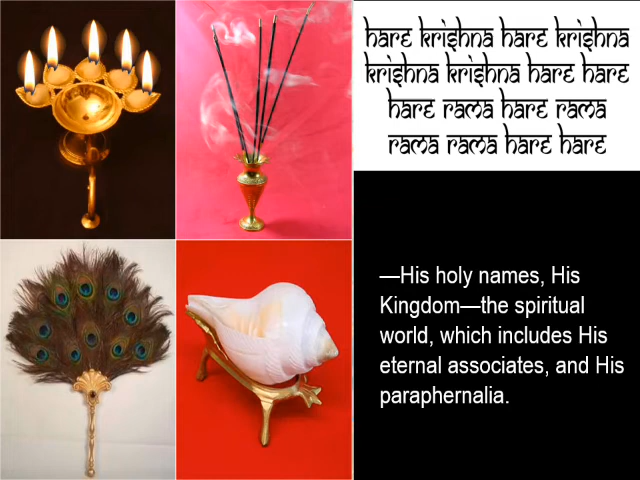 hare krishna hare krishna
krishna krishna hare hare
hare rama hare rama
rama rama hare hare
—His holy names, His
Kingdom—the spiritual
world, which includes His
eternal associates, and His
paraphernalia.